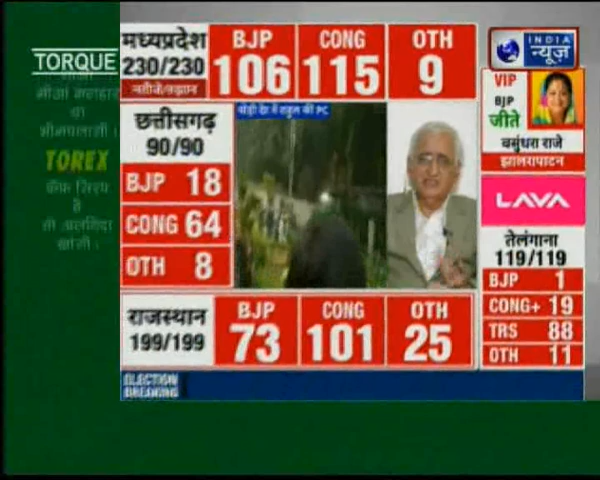 TORQUE
TOREX
मध्यप्रदेश
230/230
नतीजे/रुझान
BJP
106
CONG
115
OTH
9
INDIA
न्यूज़
VIP
BJP
जीते
वसुंधरा राजे
झालरापाटन
छत्तीसगढ़
90/90
BJP 18
CONG 64
OTH 8
थोड़ी देर में राहुल की PC
LAVA
तेलंगाना
119/119
BJP 1
CONG+ 19
TRS 88
OTH 11
राजस्थान
199/199
BJP
73
CONG
101
OTH
25
ELECTION
BREAKING